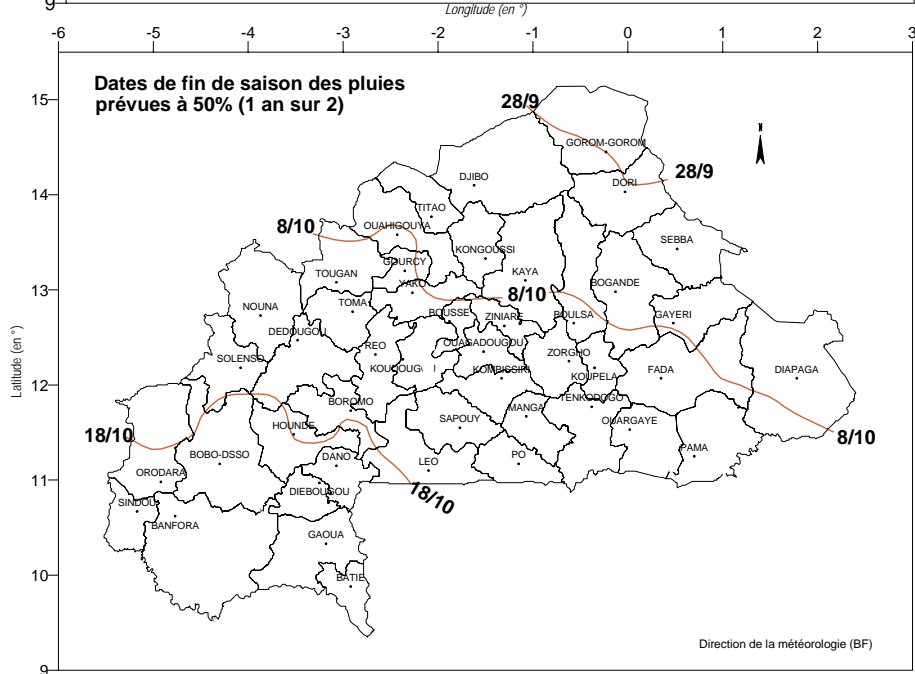 9
Longitude (en °)
-6 -5 -4 -3 -2 -1 0 1 2 3
Dates de fin de saison des pluies
prévues à 50% (1 an sur 2)
15
28/9
N
GOROM-GOROM
DJIBO
28/9
DORI
14
TITAO
8/10
OUAHIGOUYA
SEBBA
KONGOUSSI
GOURCY
TOUGAN
KAYA
BOGANDE
13
YAKO
8/10
NOUNA
TOMA
BOUSSE
ZINIARE
BOULSA
GAYERI
DEDOUGOU
REO
OUAGADOUGOU
SOLENSO
ZORGHO
KOUDOUG
KOMBISSIRI
KOUPELA
FADA
DIAPAGA
12
Latitude (en °)
TENKODOGO
BOROMO
MANGA
HOUNDE
SAPOUY
OUARGAYE
18/10
8/10
BOBO-DSSO
DANO
LEO
PO
PAMA
11
ORODARA
DIEBOUGOU
18/10
SINDOU
BANFORA
GAOUA
10
BATIE
Direction de la météorologie (BF)
9